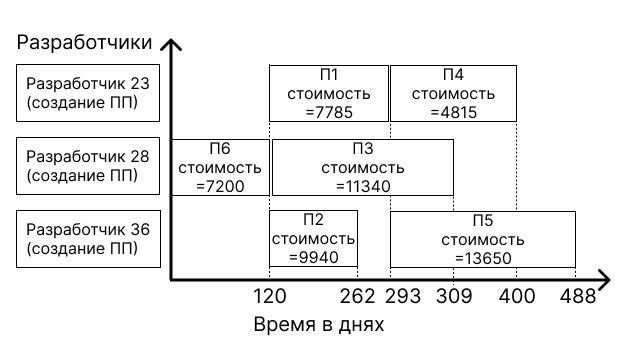 Разработчики
Разработчик 23
(создание ПП)
П1
стоимость
=7785
П4
стоимость
=4815
Разработчик 28
(создание ПП)
П6
стоимость
=7200
П3
стоимость
=11340
Разработчик 36
(создание ПП)
П2
стоимость
=9940
П5
стоимость
=13650
120 262 293 309 400 488
Время в днях